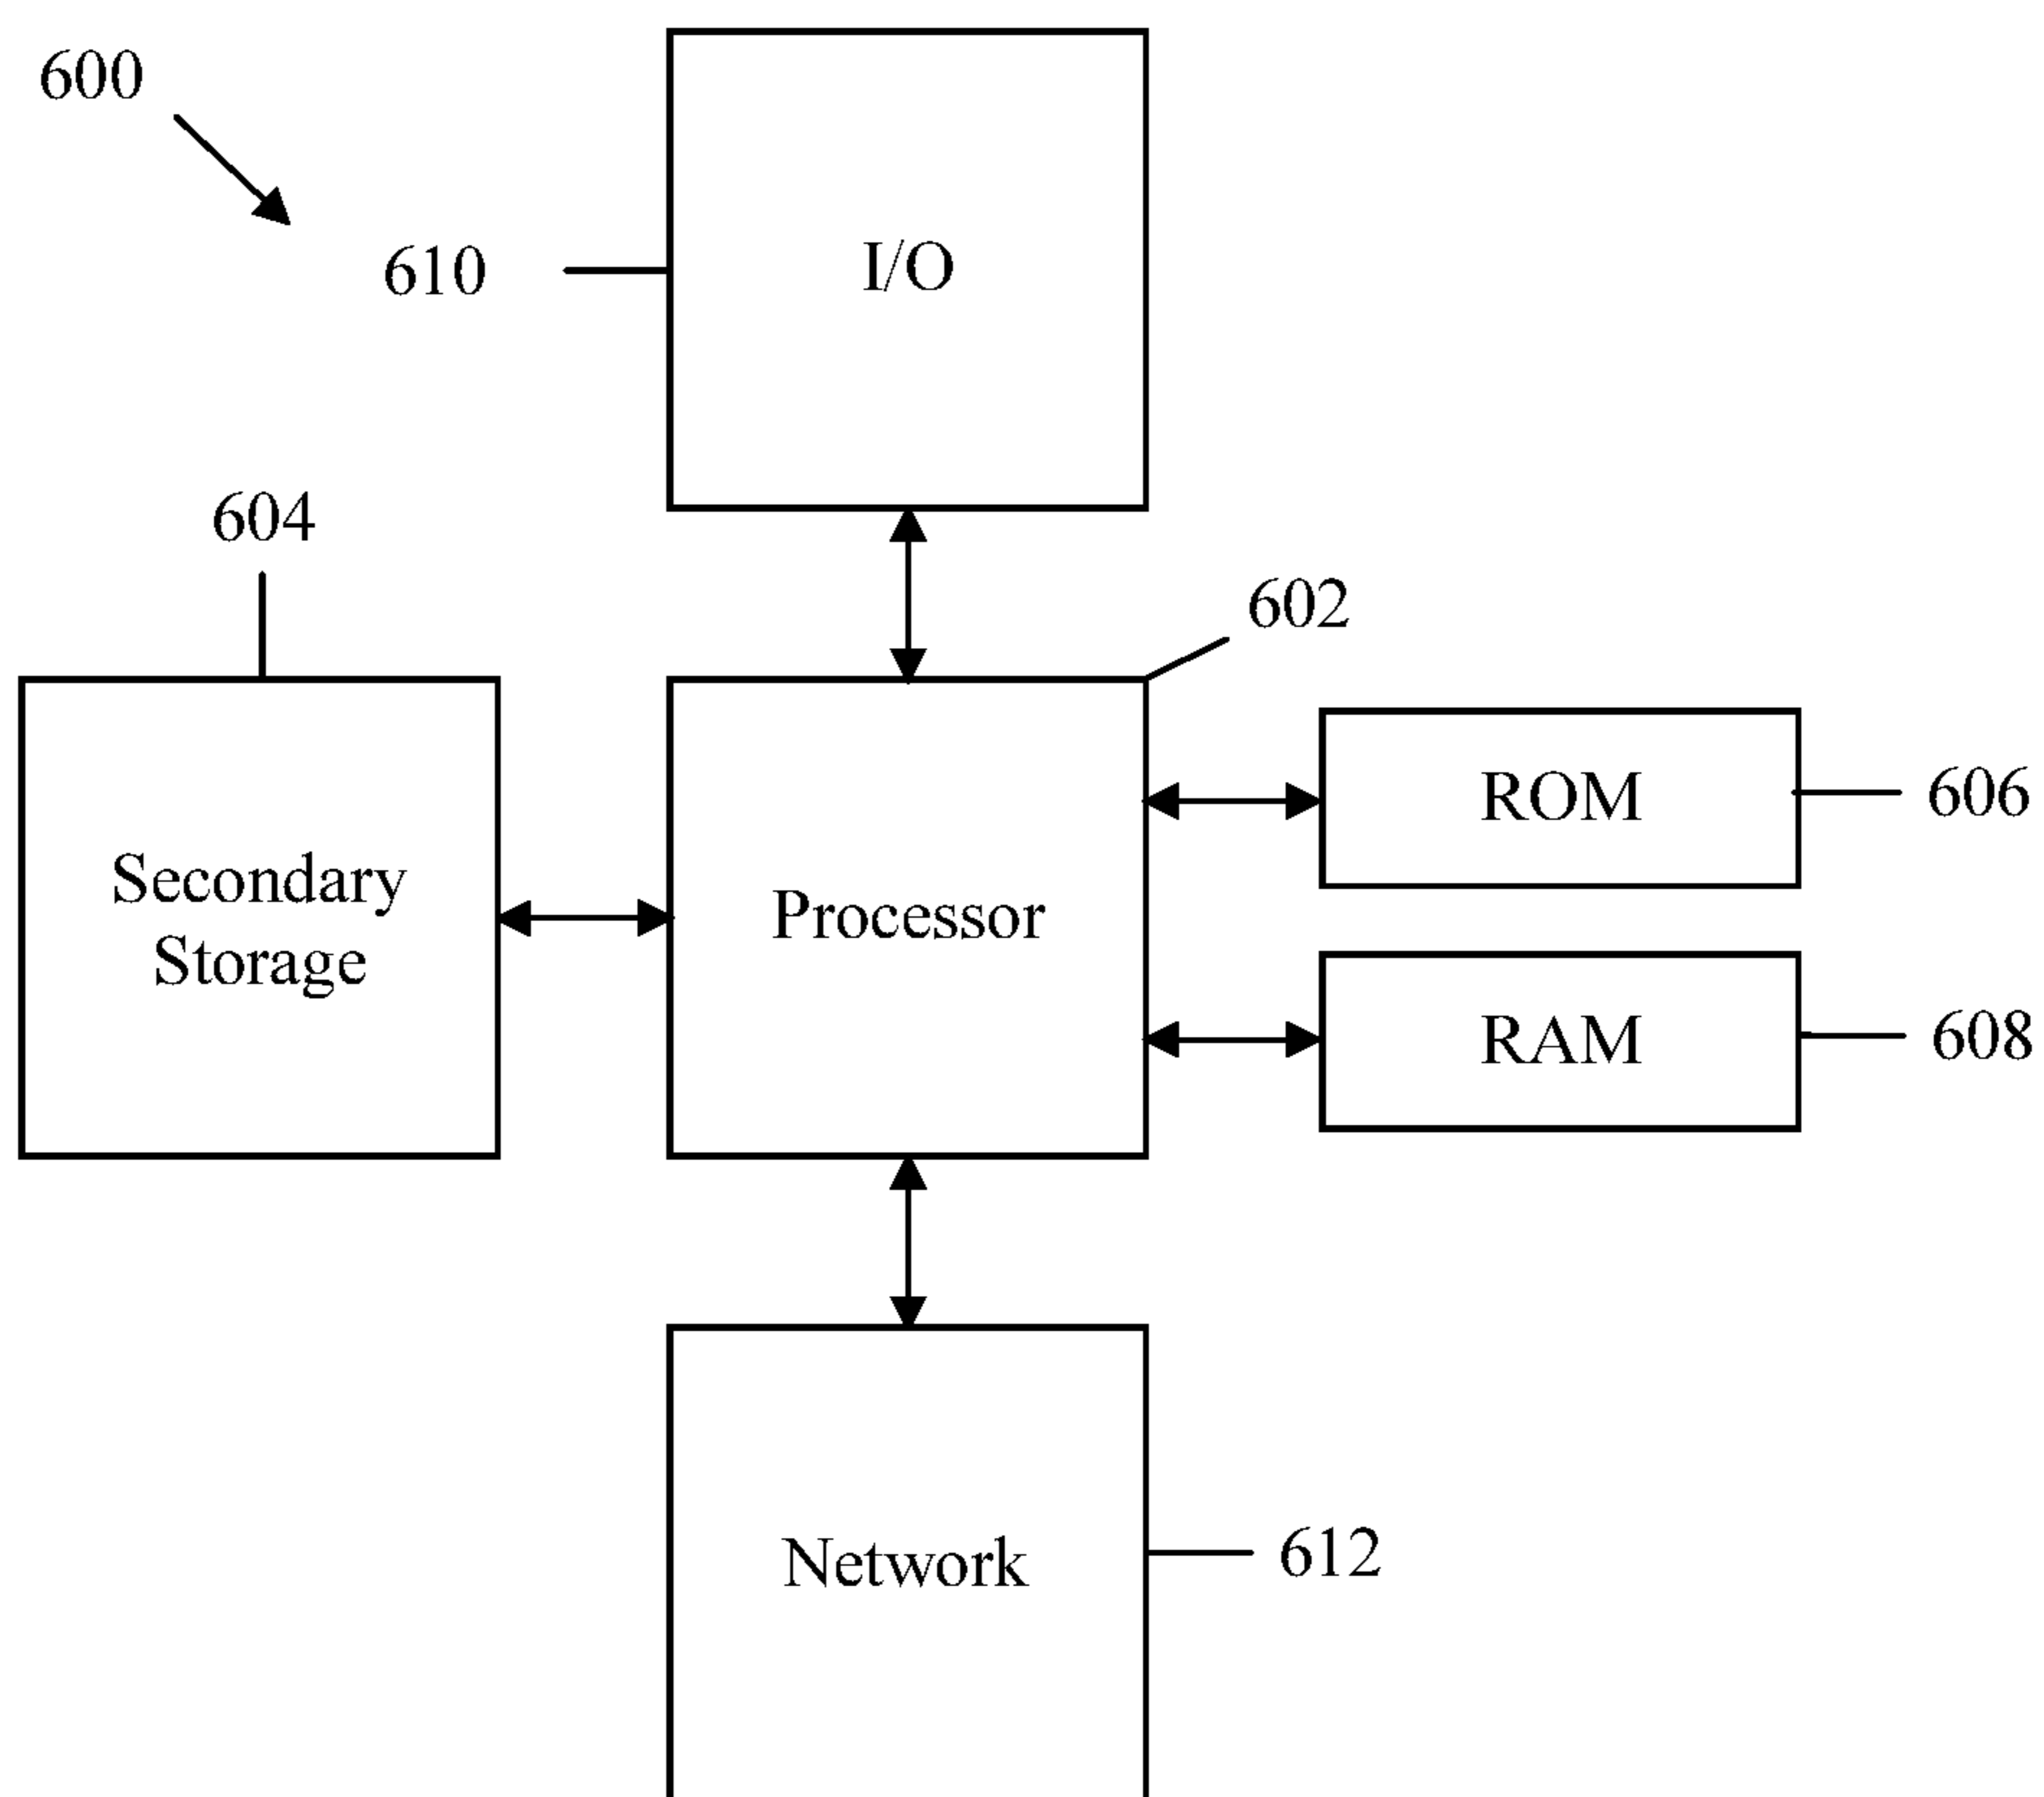 600
610
I/O
604
602
Secondary
Storage
Processor
ROM
606
RAM
608
Network
612